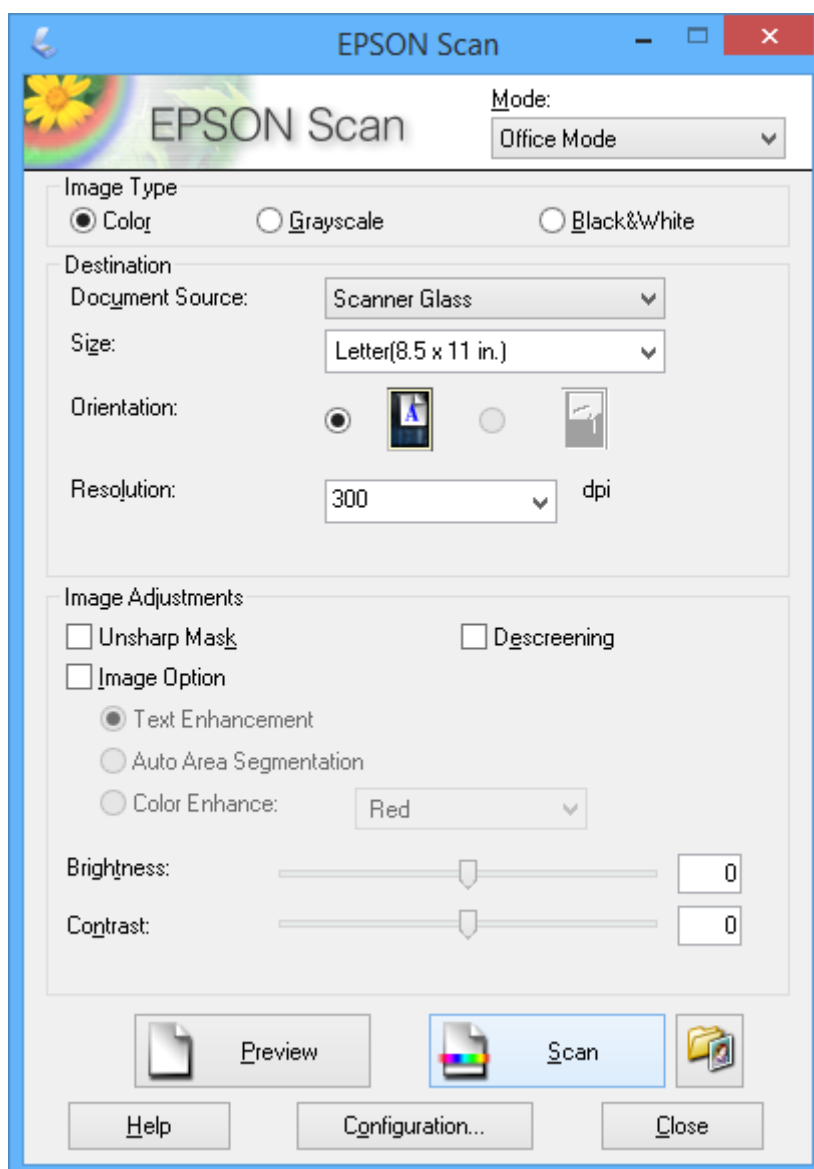 EPSON Scan
EPSON Scan
Mode:
Office Mode
Image Type
Color Grayscale Black&White
Destination
Document Source: Scanner Glass
Size: Letter(8.5 x 11 in.)
Orientation: A
Resolution: 300 dpi
Image Adjustments
Unsharp Mask Descreening
Image Option
Text Enhancement
Auto Area Segmentation
Color Enhance: Red
Brightness: 0
Contrast: 0
Preview Scan
Help Configuration... Close